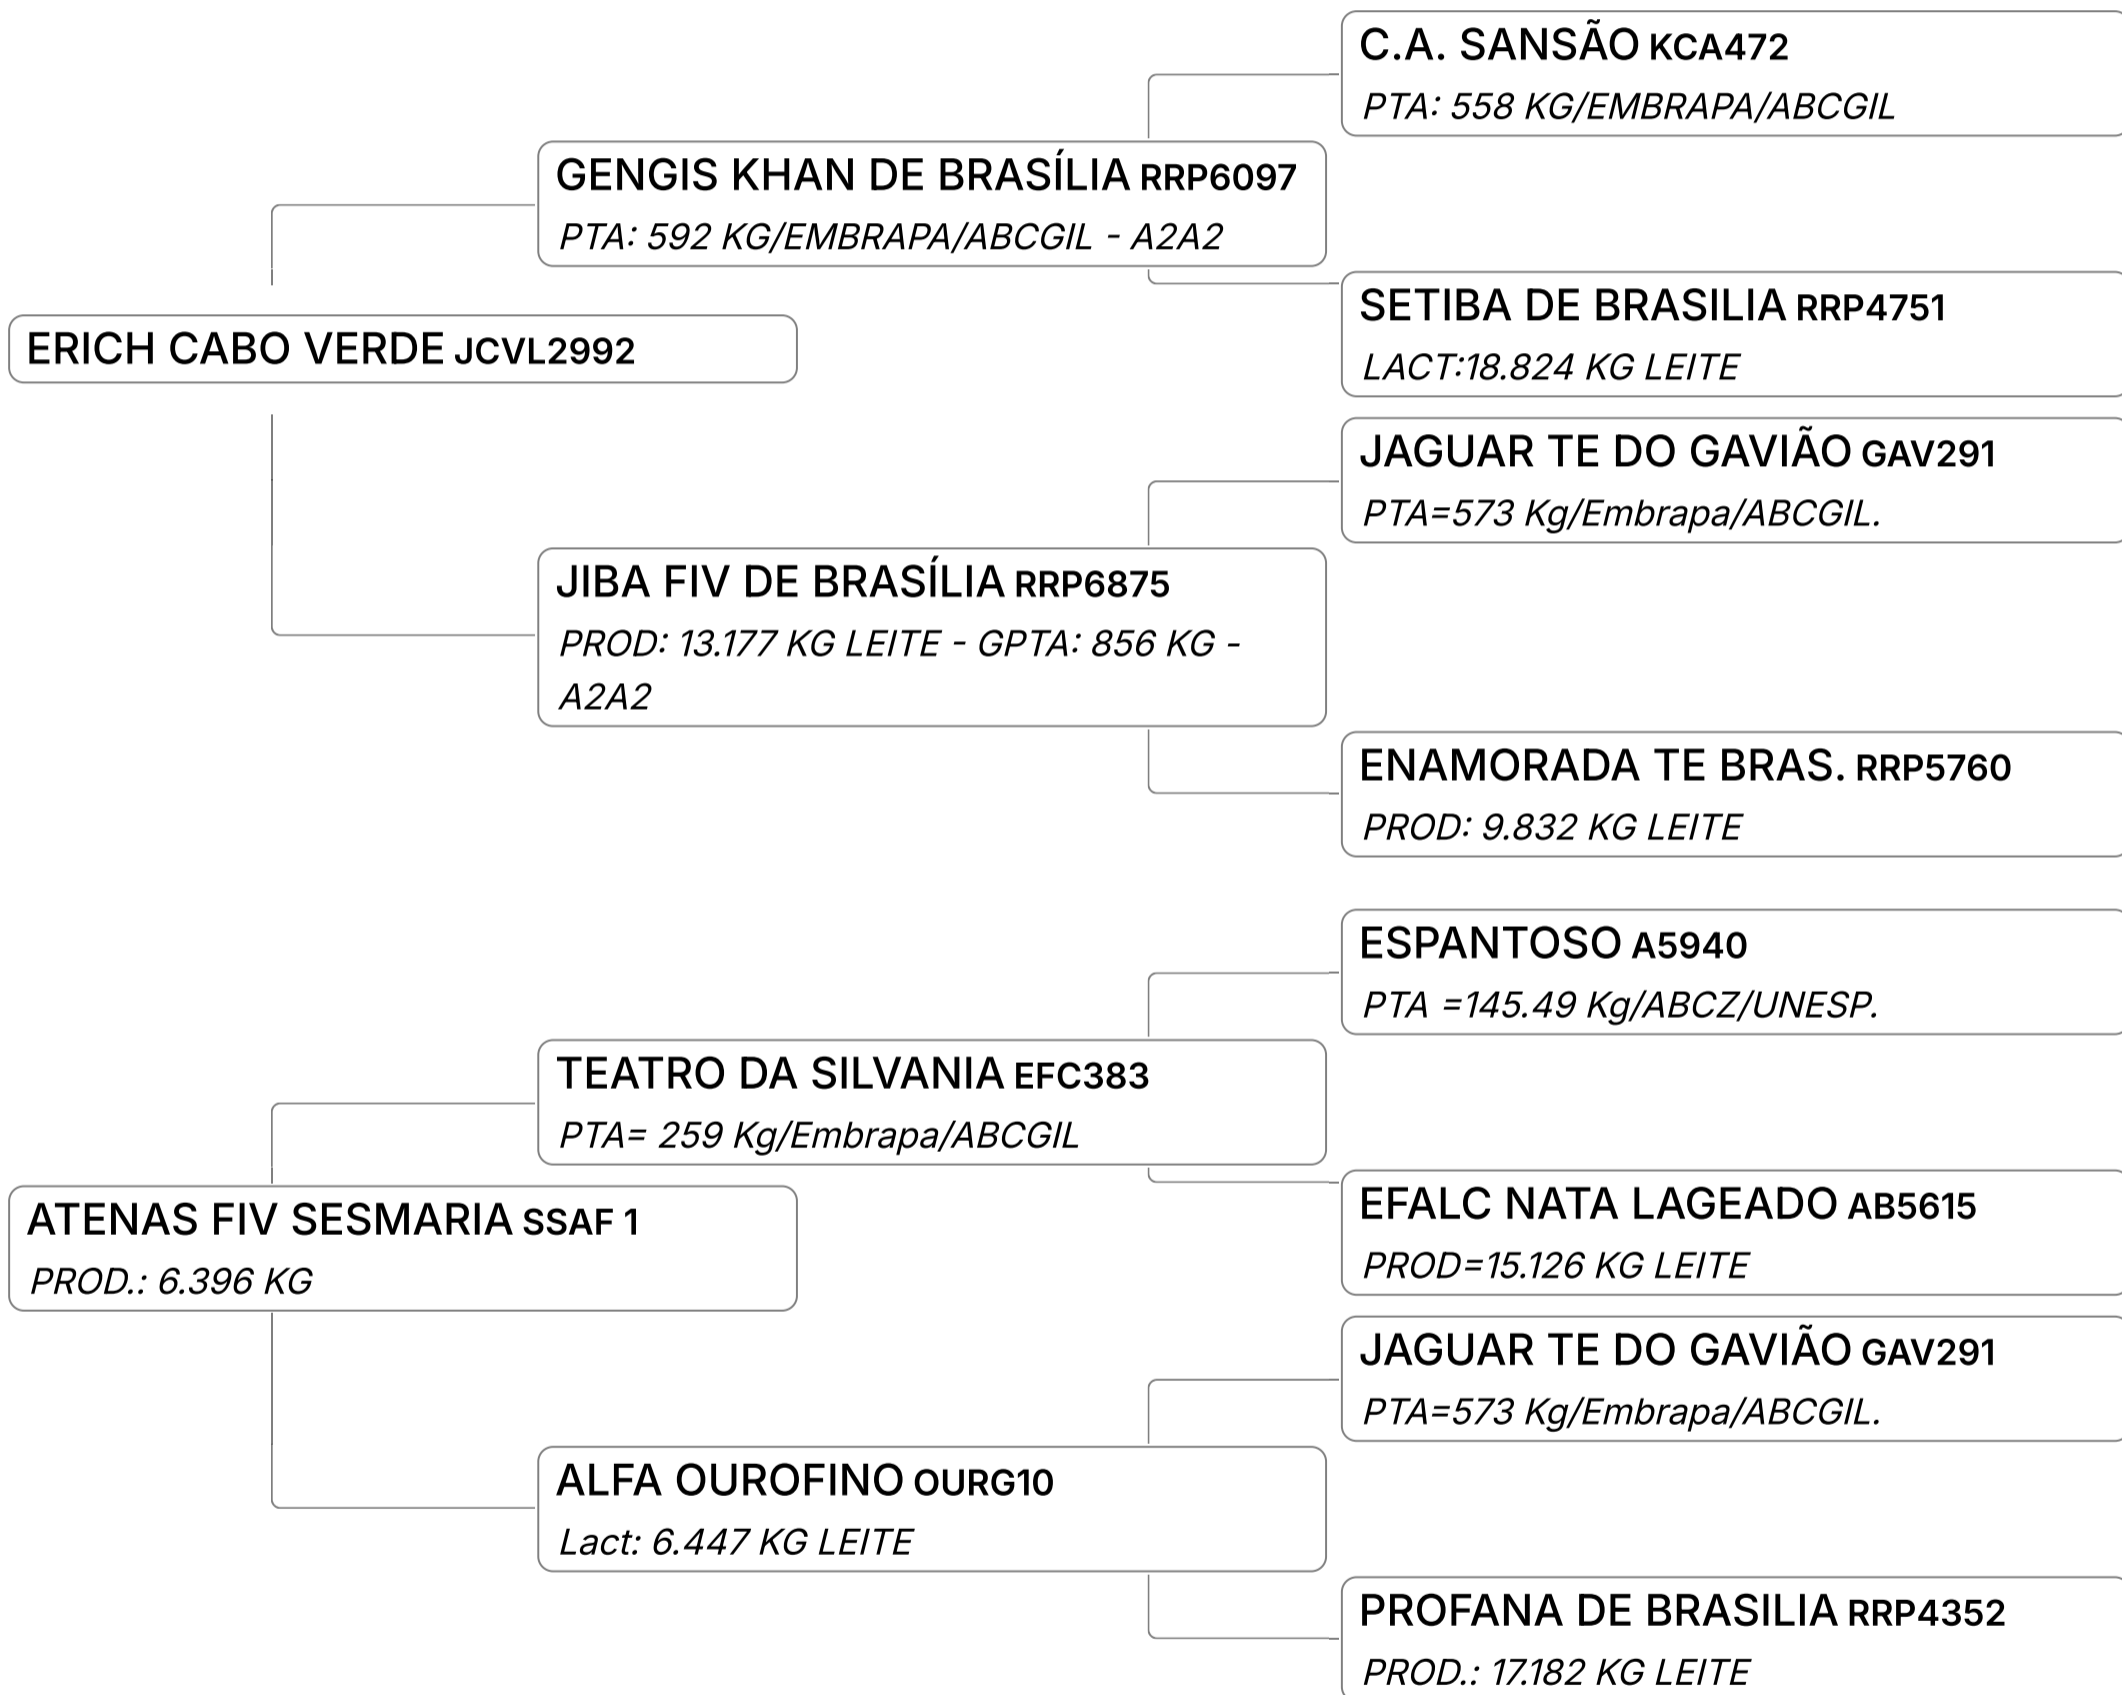 C.A. SANSÃO KCA472
PTA: 558 KG/EMBRAPA/ABCGIL
GENGIS KHAN DE BRASÍLIA RRP6097
PTA: 592 KG/EMBRAPA/ABCGIL - A2A2
SETIBA DE BRASILIA RRP4751
LACT:18.824 KG LEITE
ERICH CABO VERDE JCVL2992
JAGUAR TE DO GAVIÃO GAV291
PTA=573 Kg/Embrapa/ABCGIL.
JIBA FIV DE BRASÍLIA RRP6875
PROD: 13.177 KG LEITE - GPTA: 856 KG -
A2A2
ENAMORADA TE BRAS. RRP5760
PROD: 9.832 KG LEITE
ESPANTOSO A5940
PTA =145.49 Kg/ABCZ/UNESP.
TEATRO DA SILVANIA EFC383
PTA= 259 Kg/Embrapa/ABCGIL
EFALC NATA LAGEADO AB5615
PROD=15.126 KG LEITE
ATENAS FIV SESMARIA SSAF 1
PROD.: 6.396 KG
JAGUAR TE DO GAVIÃO GAV291
PTA=573 Kg/Embrapa/ABCGIL.
ALFA OUROFINO OURG10
Lact: 6.447 KG LEITE
PROFANA DE BRASILIA RRP4352
PROD.: 17.182 KG LEITE